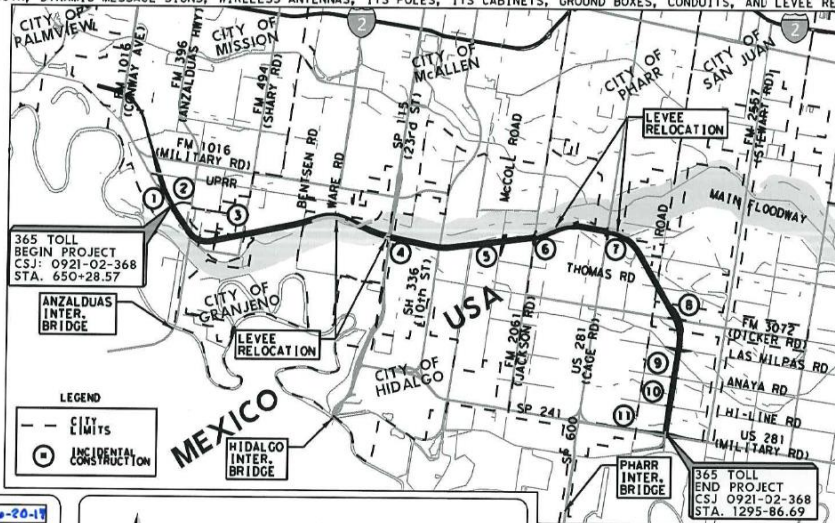 DYNAMIC MESSAGE SIGNS, WIRELESS ANTENNAS, ITS POLES, ITS CABINETS, GROUND BOXES, CONDUITS, AND LEVEE RE
CITY OF
PALMVIEW
FM 1016
(CONWAY AVE)
FM 396
(ANZALDUAS HWY)
CITY OF
MISSION
FM 494
(SHARY RD)
2
CITY OF
McALLEN
SP 115
(23rd ST)
CITY OF
PHARR
CITY OF
SAN JUAN
2
FM 2557
(STEWART RD)
LEVEE
RELOCATION
FM 1016
(MILITARY RD)
UPRR
BENTSEN RD
WARE RD
McCOLL ROAD
ROAD
MAIN FLOODWAY
1
2
3
4
5
6
7
8
9
10
11
365 TOLL
BEGIN PROJECT
CSJ: 0921-02-368
STA. 650+28.57
ANZALDUAS
INTER.
BRIDGE
CITY OF
GRANJENO
LEVEE
RELOCATION
SH 336
(10th ST)
USA
THOMAS RD
FM 2061
(JACKSON RD)
US 281
(CAGE RD)
FM 3072
(DICKER RD)
LAS MILPAS RD
ANAYA RD
HI-LINE RD
US 281
(MILITARY RD)
CITY OF
HIDALGO
SP 241
SP 600
MEXICO
LEGEND
CITY
LIMITS
INCIDENTAL
CONSTRUCTION
HIDALGO
INTER.
BRIDGE
PHARR
INTER.
BRIDGE
365 TOLL
END PROJECT
CSJ 0921-02-368
STA. 1295+86.69
-20-17